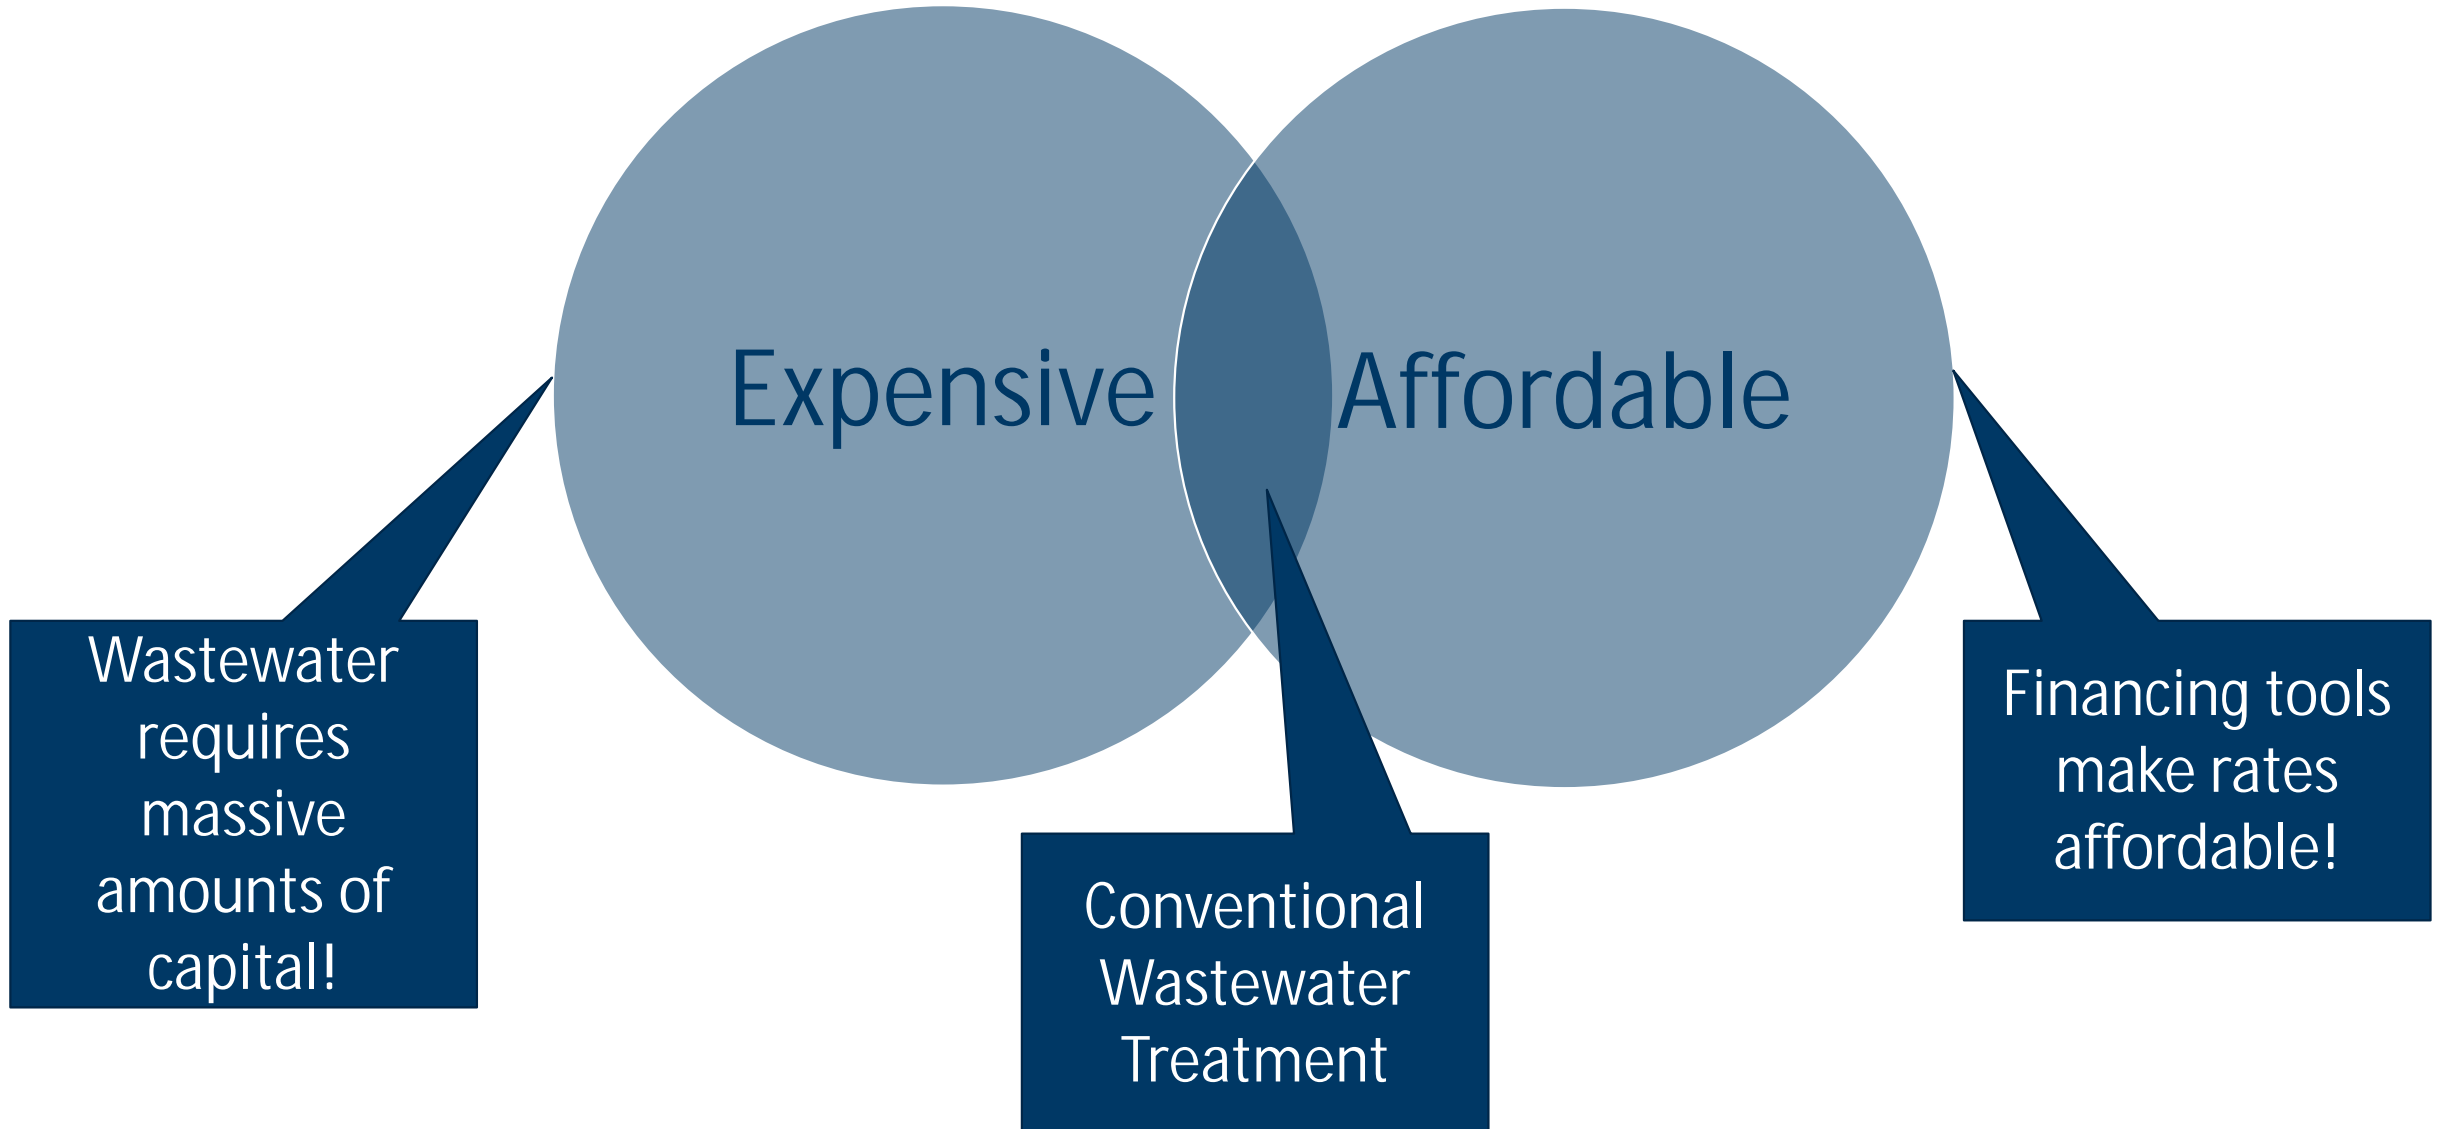 Expensive
Affordable
Wastewater
requires
massive
amounts of
capital!
Conventional
Wastewater
Treatment
Financing tools
make rates
affordable!